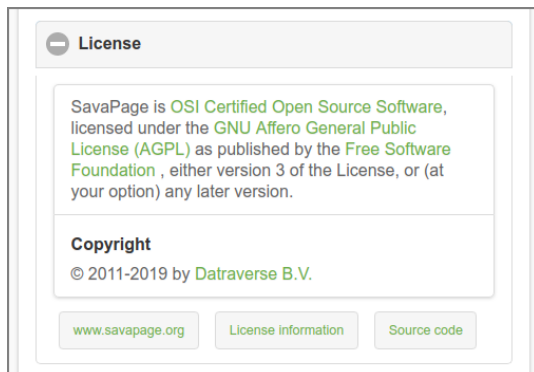 License
SavaPage is OSI Certified Open Source Software,
licensed under the GNU Affero General Public
License (AGPL) as published by the Free Software
Foundation , either version 3 of the License, or (at
your option) any later version.
Copyright
© 2011-2019 by Datraverse B.V.
www.savapage.org License information Source code